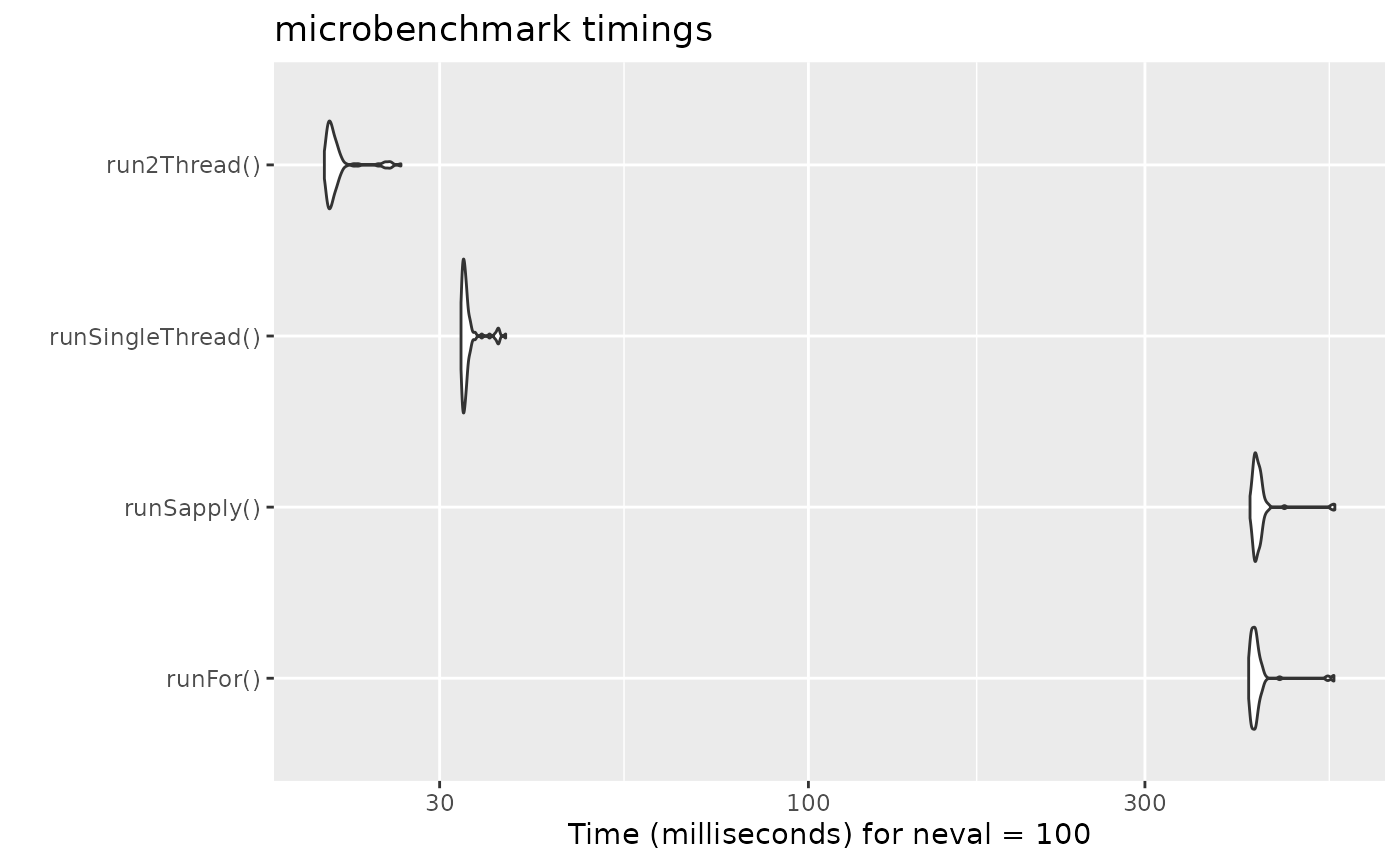 microbenchmark timings
run2Thread()
runSingleThread()
runSapply()
runFor()
30 100 300
Time (milliseconds) for neval = 100